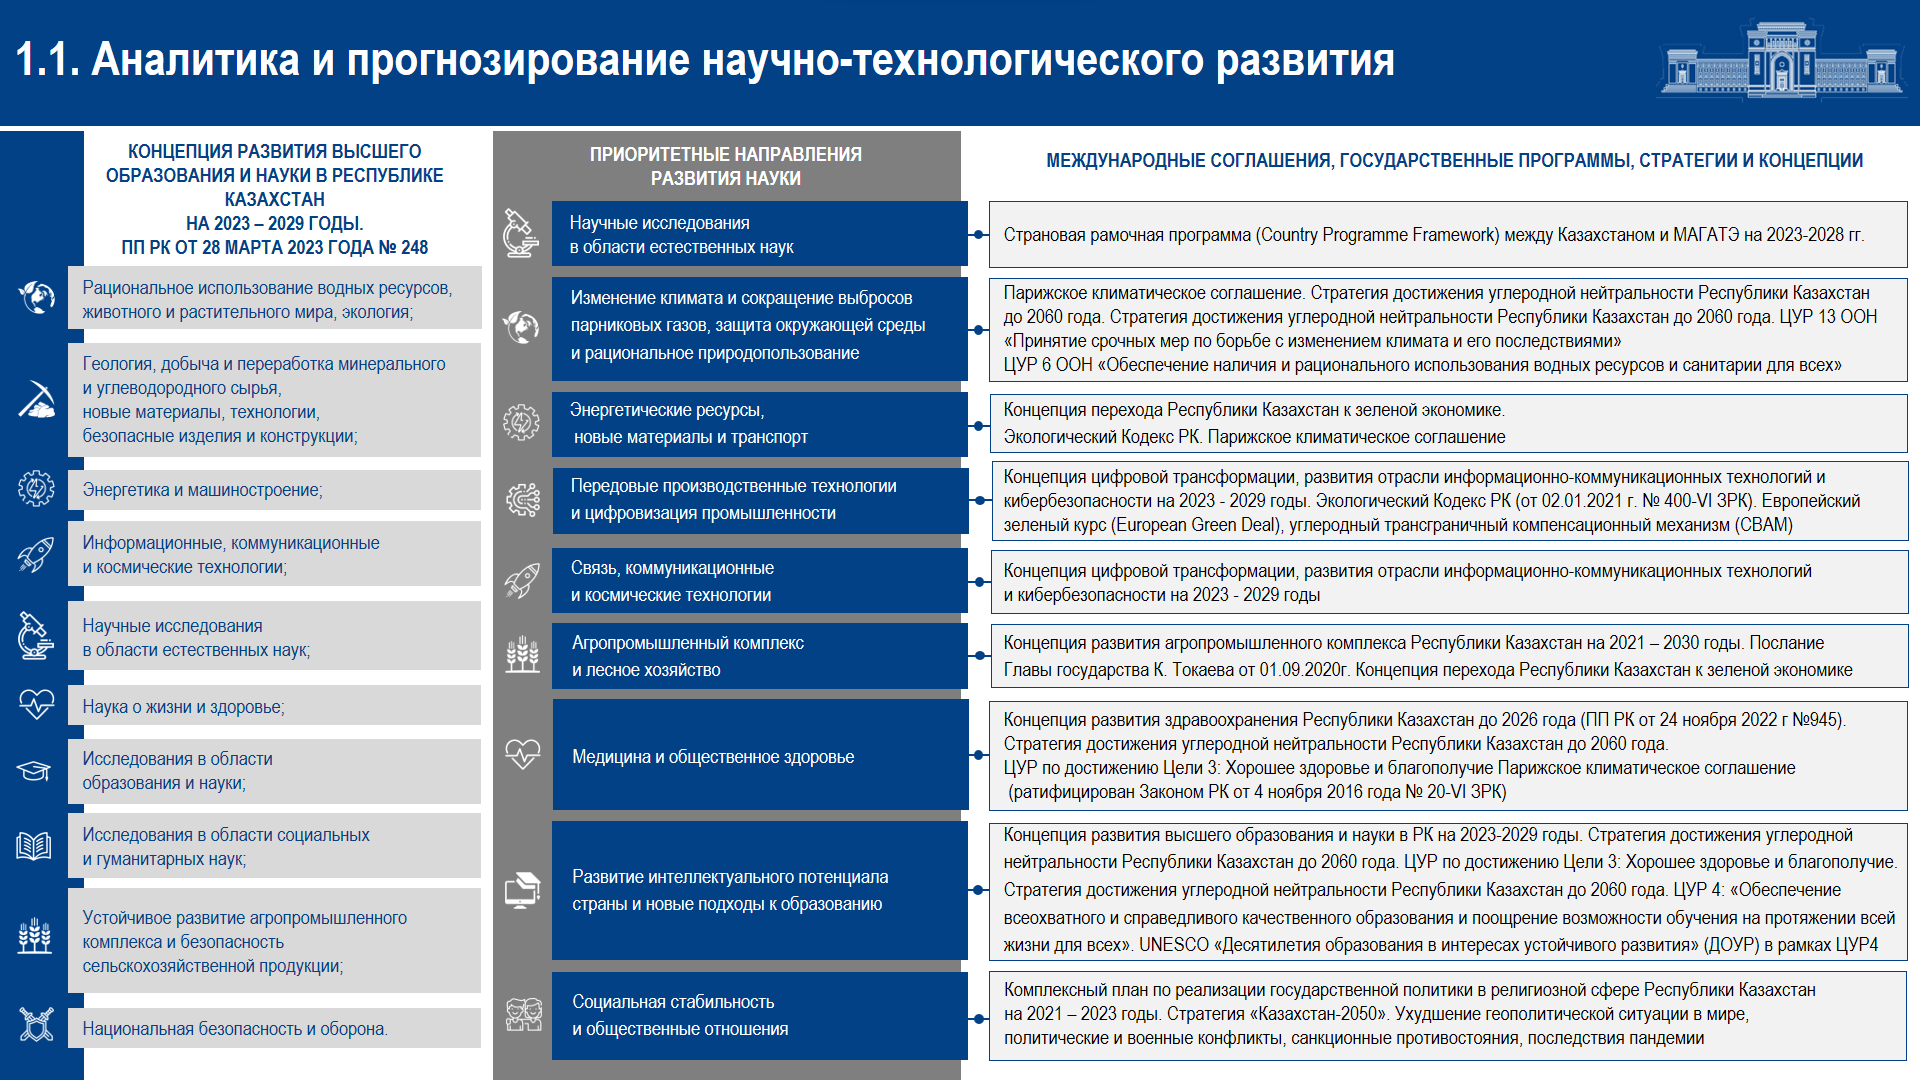 1.1. Аналитика и прогнозирование научно-технологического развития
КОНЦЕПЦИЯ РАЗВИТИЯ ВЫСШЕГО
ОБРАЗОВАНИЯ И НАУКИ В РЕСПУБЛИКЕ
КАЗАХСТАН
НА 2023 – 2029 ГОДЫ.
ПП РК ОТ 28 МАРТА 2023 ГОДА № 248
Рациональное использование водных ресурсов,
животного и растительного мира, экология;
Геология, добыча и переработка минерального
и углеводородного сырья,
новые материалы, технологии,
безопасные изделия и конструкции;
Энергетика и машиностроение;
Информационные, коммуникационные
и космические технологии;
Научные исследования
в области естественных наук;
Наука о жизни и здоровье;
Исследования в области
образования и науки;
Исследования в области социальных
и гуманитарных наук;
Устойчивое развитие агропромышленного
комплекса и безопасность
сельскохозяйственной продукции;
Национальная безопасность и оборона.
ПРИОРИТЕТНЫЕ НАПРАВЛЕНИЯ
РАЗВИТИЯ НАУКИ
Научные исследования
в области естественных наук
Изменение климата и сокращение выбросов
парниковых газов, защита окружающей среды
и рациональное природопользование
Энергетические ресурсы,
новые материалы и транспорт
Передовые производственные технологии
и цифровизация промышленности
Связь, коммуникационные
и космические технологии
Агропромышленный комплекс
и лесное хозяйство
Медицина и общественное здоровье
Развитие интеллектуального потенциала
страны и новые подходы к образованию
Социальная стабильность
и общественные отношения
МЕЖДУНАРОДНЫЕ СОГЛАШЕНИЯ, ГОСУДАРСТВЕННЫЕ ПРОГРАММЫ, СТРАТЕГИИ И КОНЦЕПЦИИ
Страновая рамочная программа (Country Programme Framework) между Казахстаном и МАГАТЭ на 2023-2028 гг.
Парижское климатическое соглашение. Стратегия достижения углеродной нейтральности Республики Казахстан
до 2060 года. Стратегия достижения углеродной нейтральности Республики Казахстан до 2060 года. ЦУР 13 ООН
«Принятие срочных мер по борьбе с изменением климата и его последствиями»
ЦУР 6 ООН «Обеспечение наличия и рационального использования водных ресурсов и санитарии для всех»
Концепция перехода Республики Казахстан к зеленой экономике.
Экологический Кодекс РК. Парижское климатическое соглашение
Концепция цифровой трансформации, развития отрасли информационно-коммуникационных технологий и
кибербезопасности на 2023 - 2029 годы. Экологический Кодекс РК (от 02.01.2021 г. № 400-VI ЗРК). Европейский
зеленый курс (European Green Deal), углеродный трансграничный компенсационный механизм (CBAM)
Концепция цифровой трансформации, развития отрасли информационно-коммуникационных технологий
и кибербезопасности на 2023 - 2029 годы
Концепция развития агропромышленного комплекса Республики Казахстан на 2021 – 2030 годы. Послание
Главы государства К. Токаева от 01.09.2020г. Концепция перехода Республики Казахстан к зеленой экономике
Концепция развития здравоохранения Республики Казахстан до 2026 года (ПП РК от 24 ноября 2022 г №945).
Стратегия достижения углеродной нейтральности Республики Казахстан до 2060 года.
ЦУР по достижению Цели 3: Хорошее здоровье и благополучие Парижское климатическое соглашение
(ратифицирован Законом РК от 4 ноября 2016 года № 20-VI ЗРК)
Концепция развития высшего образования и науки в РК на 2023-2029 годы. Стратегия достижения углеродной
нейтральности Республики Казахстан до 2060 года. ЦУР по достижению Цели 3: Хорошее здоровье и благополучие.
Стратегия достижения углеродной нейтральности Республики Казахстан до 2060 года. ЦУР 4: «Обеспечение
всеохватного и справедливого качественного образования и поощрение возможности обучения на протяжении всей
жизни для всех». UNESCO «Десятилетия образования в интересах устойчивого развития» (ДОУР) в рамках ЦУР4
Комплексный план по реализации государственной политики в религиозной сфере Республики Казахстан
на 2021 – 2023 годы. Стратегия «Казахстан-2050». Ухудшение геополитической ситуации в мире,
политические и военные конфликты, санкционные противостояния, последствия пандемии